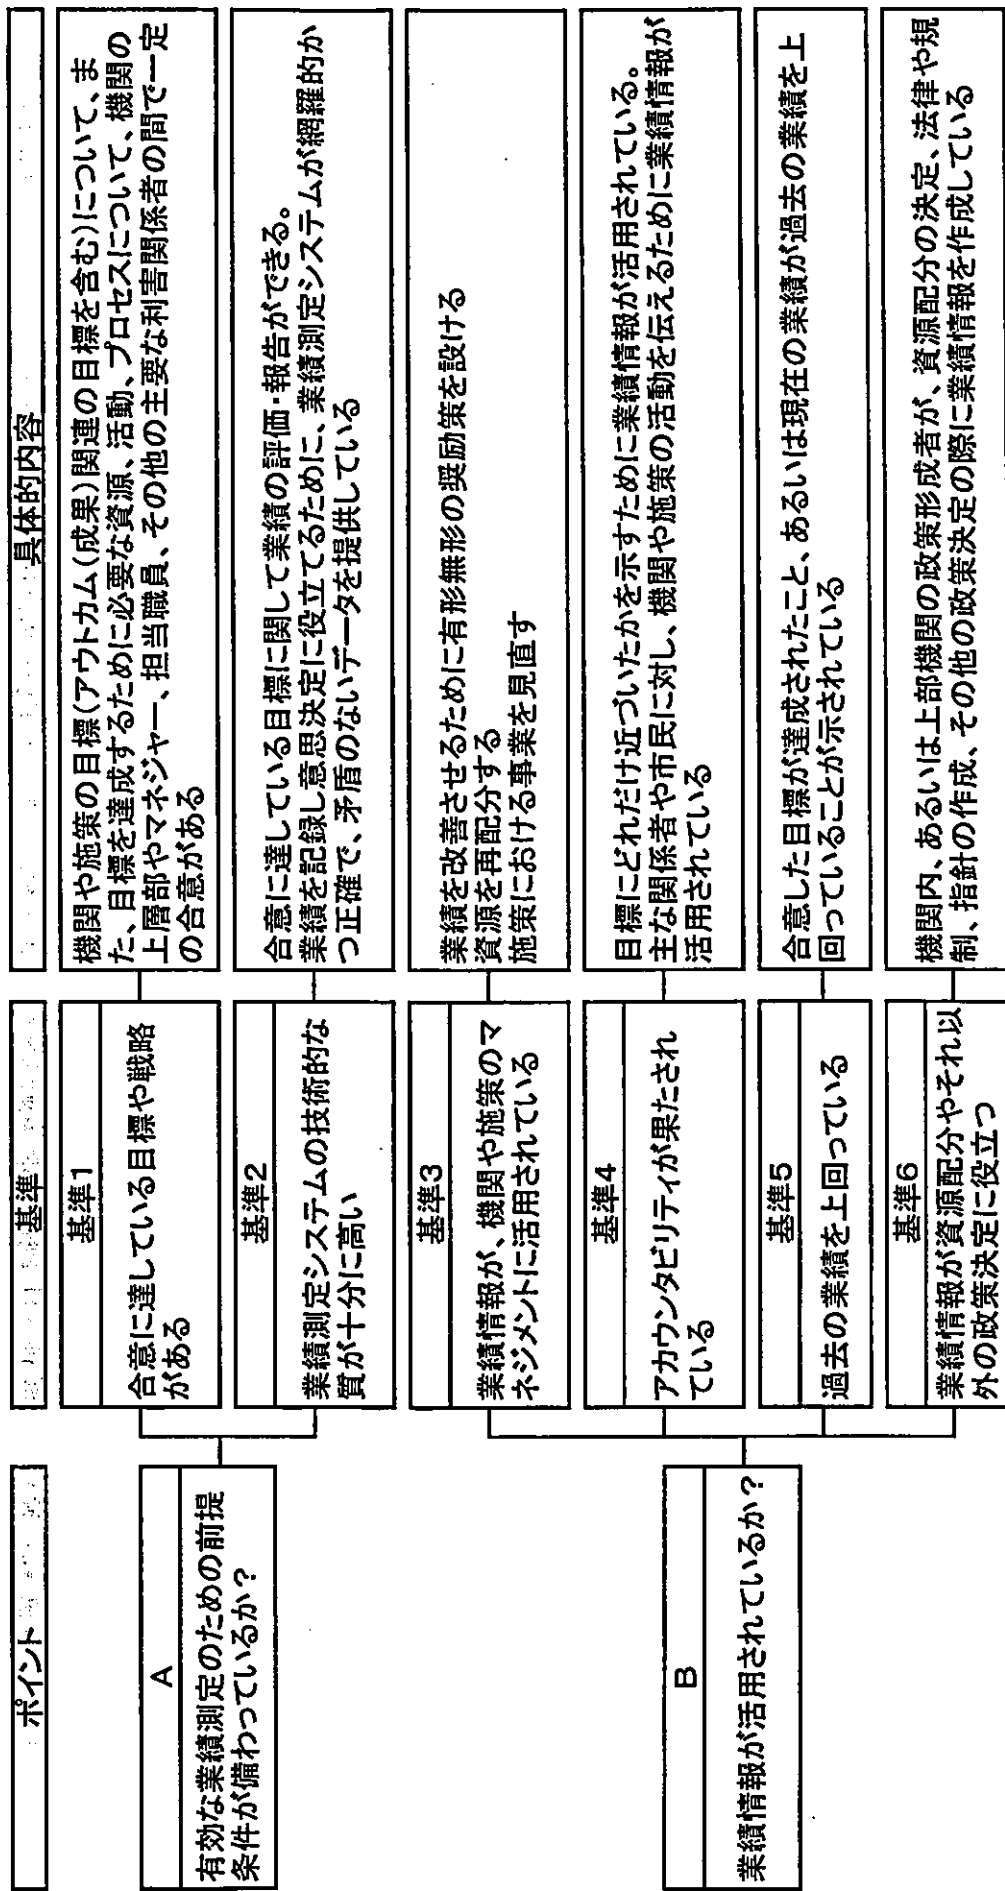 ポイント
基準
具体的内容
A
有効な業績測定のための前提
条件が備わっているか？
基準1
合意に達している目標や戦略
がある
機関や施策の目標(アウトカム(成果)関連の目標を含む)について、ま
た、目標を達成するために必要な資源、活動、プロセスについて、機関の
上層部やマネジャー、担当職員、その他の主要な利害関係者の間で一定
の合意がある
基準2
業績測定システムの技術的な
質が十分に高い
合意に達している目標に関して業績の評価・報告ができる。
業績を記録し意思決定に役立てるために、業績測定システムが網羅的か
つ正確で、矛盾のないデータを提供している
B
業績情報が活用されているか？
基準3
業績情報が、機関や施策のマ
ネジメントに活用されている
業績を改善させるために有形無形の奨励策を設ける
資源を再配分する
施策における事業を見直す
基準4
アカウンタビリティが果たされ
ている
目標にどれだけ近づいたかを示すために業績情報が活用されている。
主な関係者や市民に対し、機関や施策の活動を伝えるために業績情報が
活用されている
基準5
過去の業績を上回っている
合意した目標が達成されたこと、あるいは現在の業績が過去の業績を上
回っていることが示されている
基準6
業績情報が資源配分やそれ以
外の政策決定に役立つ
機関内、あるいは上部機関の政策形成者が、資源配分の決定、法律や規
制、指針の作成、その他の政策決定の際に業績情報を作成している